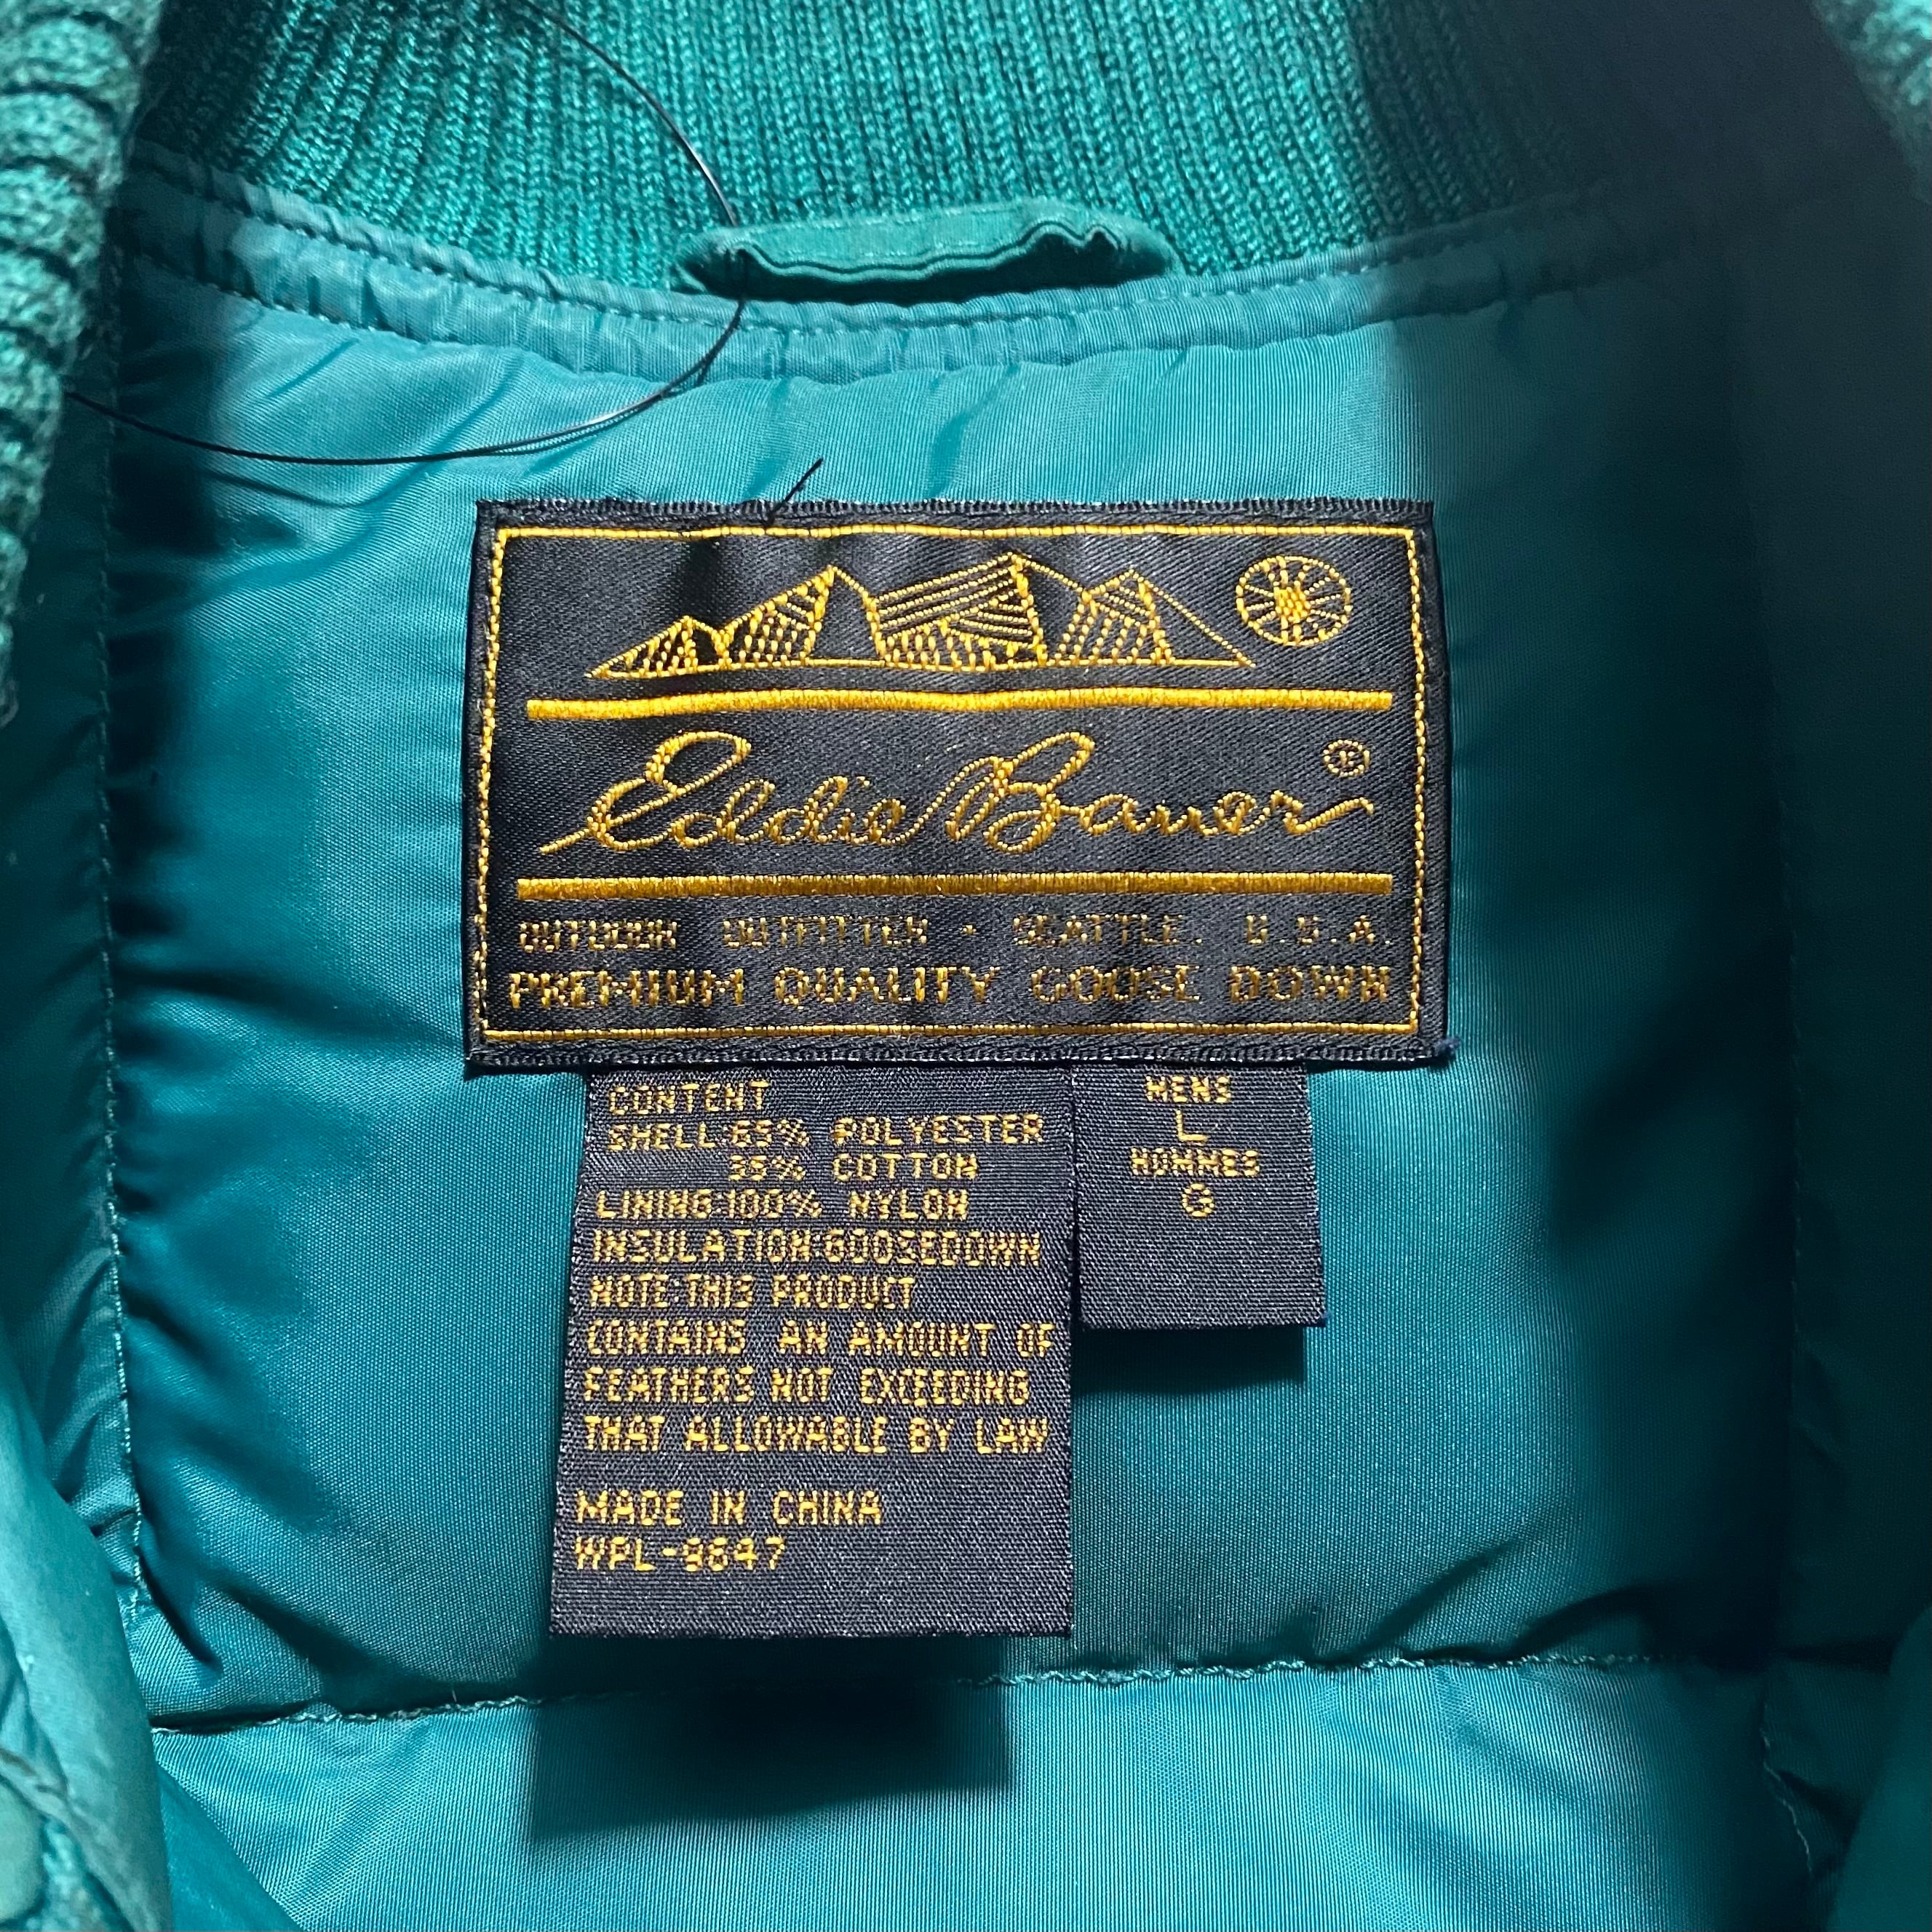 Eddie Bauer ®
OUTDOOR OUTFITTER · SEATTLE, U.S.A.
PREMIUM QUALITY GOOSE DOWN
CONTENT
SHELL:65% POLYESTER
35% COTTON
LINING:100% NYLON
INSULATION:GOOSEDOWN
NOTE:THIS PRODUCT
CONTAINS AN AMOUNT OF
FEATHERS NOT EXCEEDING
THAT ALLOWABLE BY LAW
MADE IN CHINA
WPL-9647
MENS
L
HOMMES
G